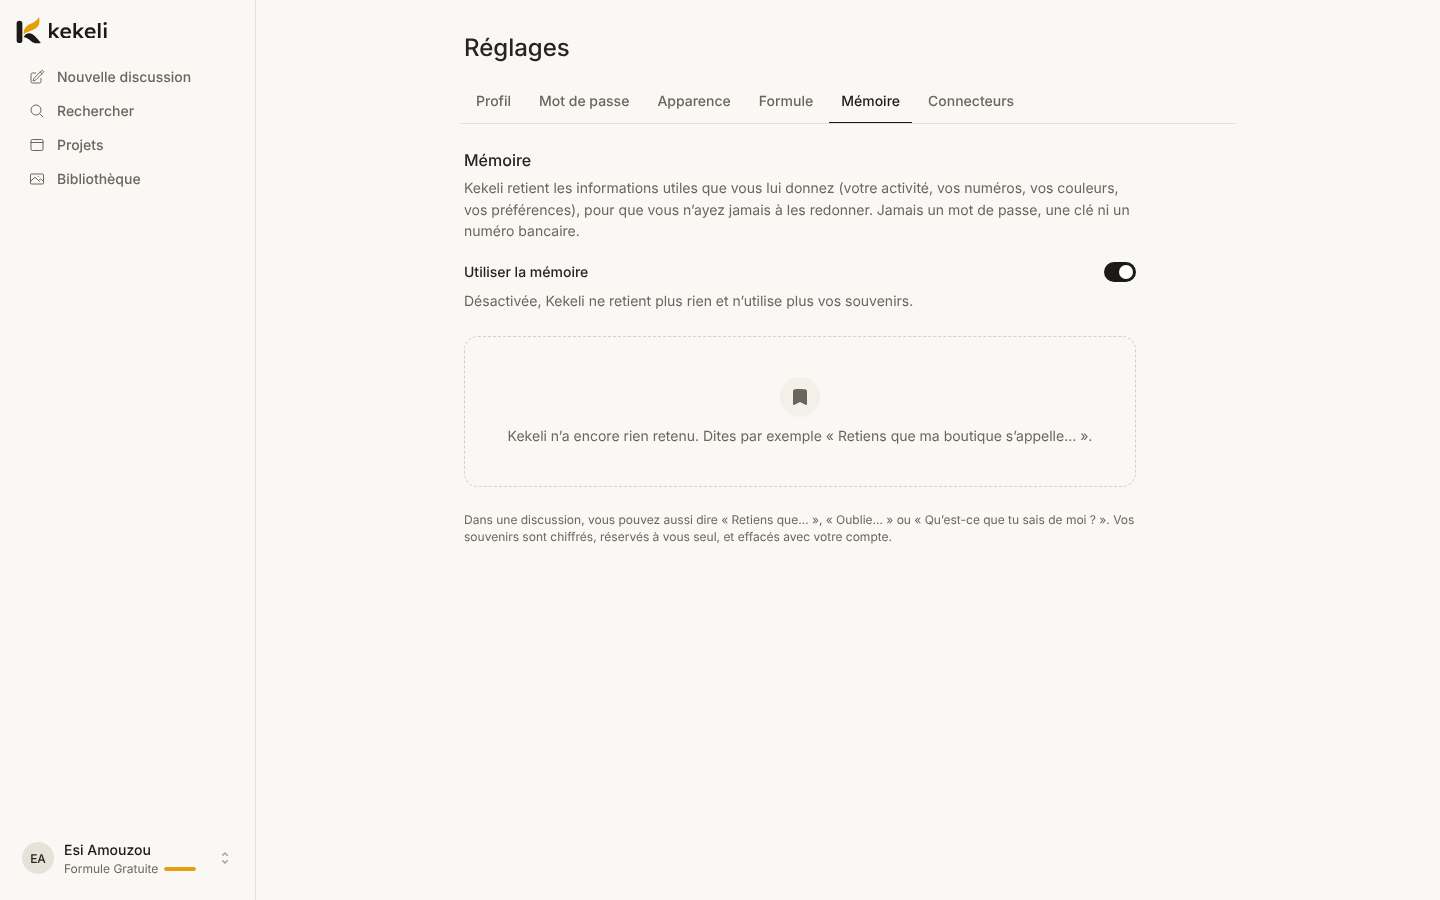 kekeli
Nouvelle discussion
Rechercher
Projets
Bibliothèque
Réglages
Profil
Mot de passe
Apparence
Formule
Mémoire
Connecteurs
Mémoire
Kekeli retient les informations utiles que vous lui donnez (votre activité, vos numéros, vos couleurs,
vos préférences), pour que vous n’ayez jamais à les redonner. Jamais un mot de passe, une clé ni un
numéro bancaire.
Utiliser la mémoire
Désactivée, Kekeli ne retient plus rien et n’utilise plus vos souvenirs.
Kekeli n’a encore rien retenu. Dites par exemple « Retiens que ma boutique s’appelle… ».
Dans une discussion, vous pouvez aussi dire « Retiens que… », « Oublie… » ou « Qu’est-ce que tu sais de moi ? ». Vos
souvenirs sont chiffrés, réservés à vous seul, et effacés avec votre compte.
EA
Esi Amouzou
Formule Gratuite